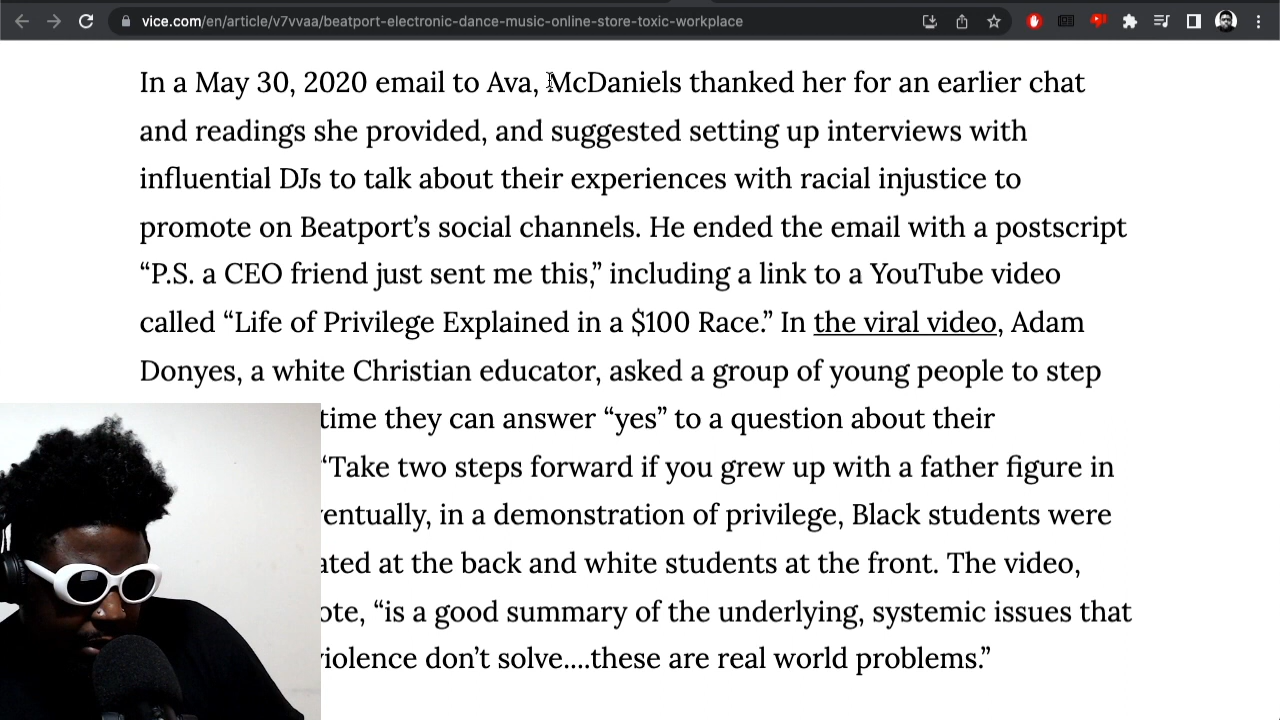 vice.com/en/article/v7vvaa/beatport-electronic-dance-music-online-store-toxic-workplace
In a May 30, 2020 email to Ava, McDaniels thanked her for an earlier chat
and readings she provided, and suggested setting up interviews with
influential DJs to talk about their experiences with racial injustice to
promote on Beatport’s social channels. He ended the email with a postscript
“P.S. a CEO friend just sent me this,” including a link to a YouTube video
called “Life of Privilege Explained in a $100 Race.” In the viral video, Adam
Donyes, a white Christian educator, asked a group of young people to step
time they can answer “yes” to a question about their
“Take two steps forward if you grew up with a father figure in
in a demonstration of privilege, Black students were
at the back and white students at the front. The video,
“is a good summary of the underlying, systemic issues that
don’t solve....these are real world problems.”